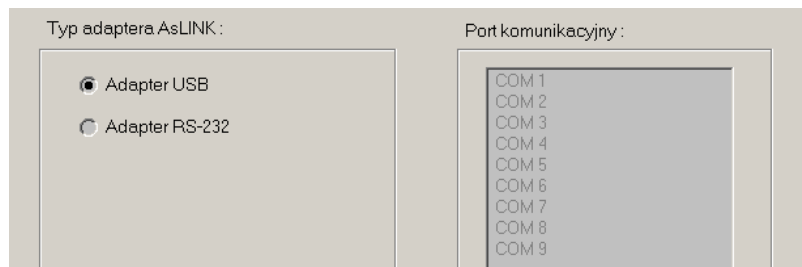 Typ adaptera AsLINK :
Adapter USB
Adapter RS-232
Port komunikacyjny :
COM 1
COM 2
COM 3
COM 4
COM 5
COM 6
COM 7
COM 8
COM 9